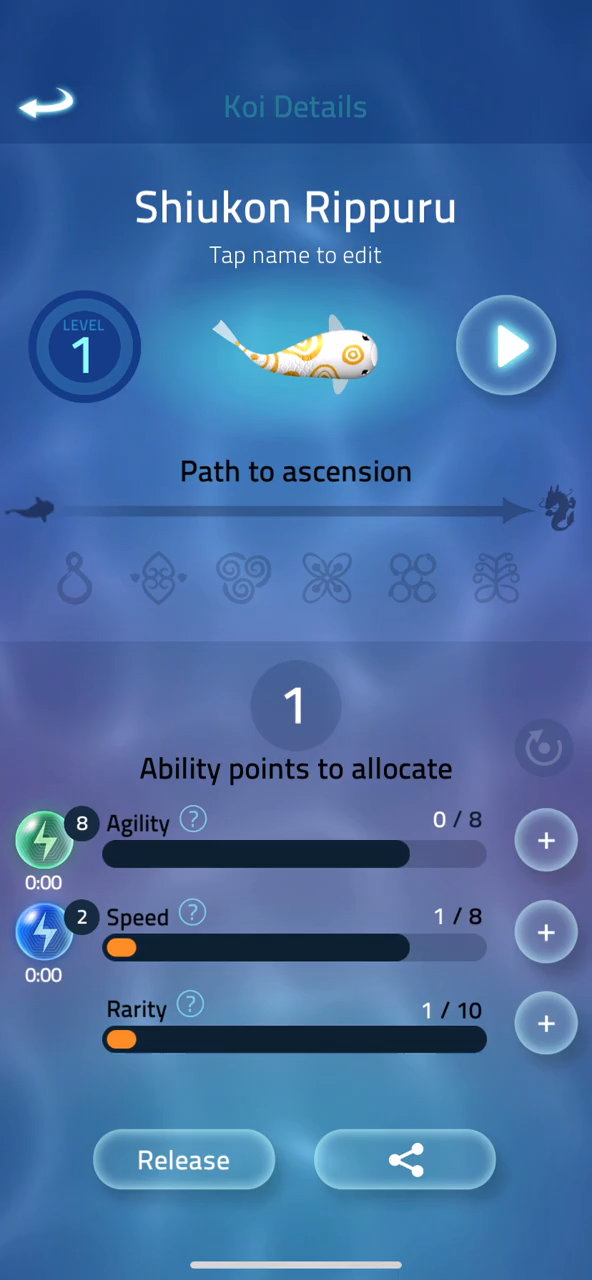 Koi Details
Shiukon Rippuru
Tap name to edit
LEVEL
1
Path to ascension
1
Ability points to allocate
8
Agility ?
0 / 8
+
0:00
2
Speed ?
1 / 8
+
0:00
Rarity ?
1 / 10
+
Release